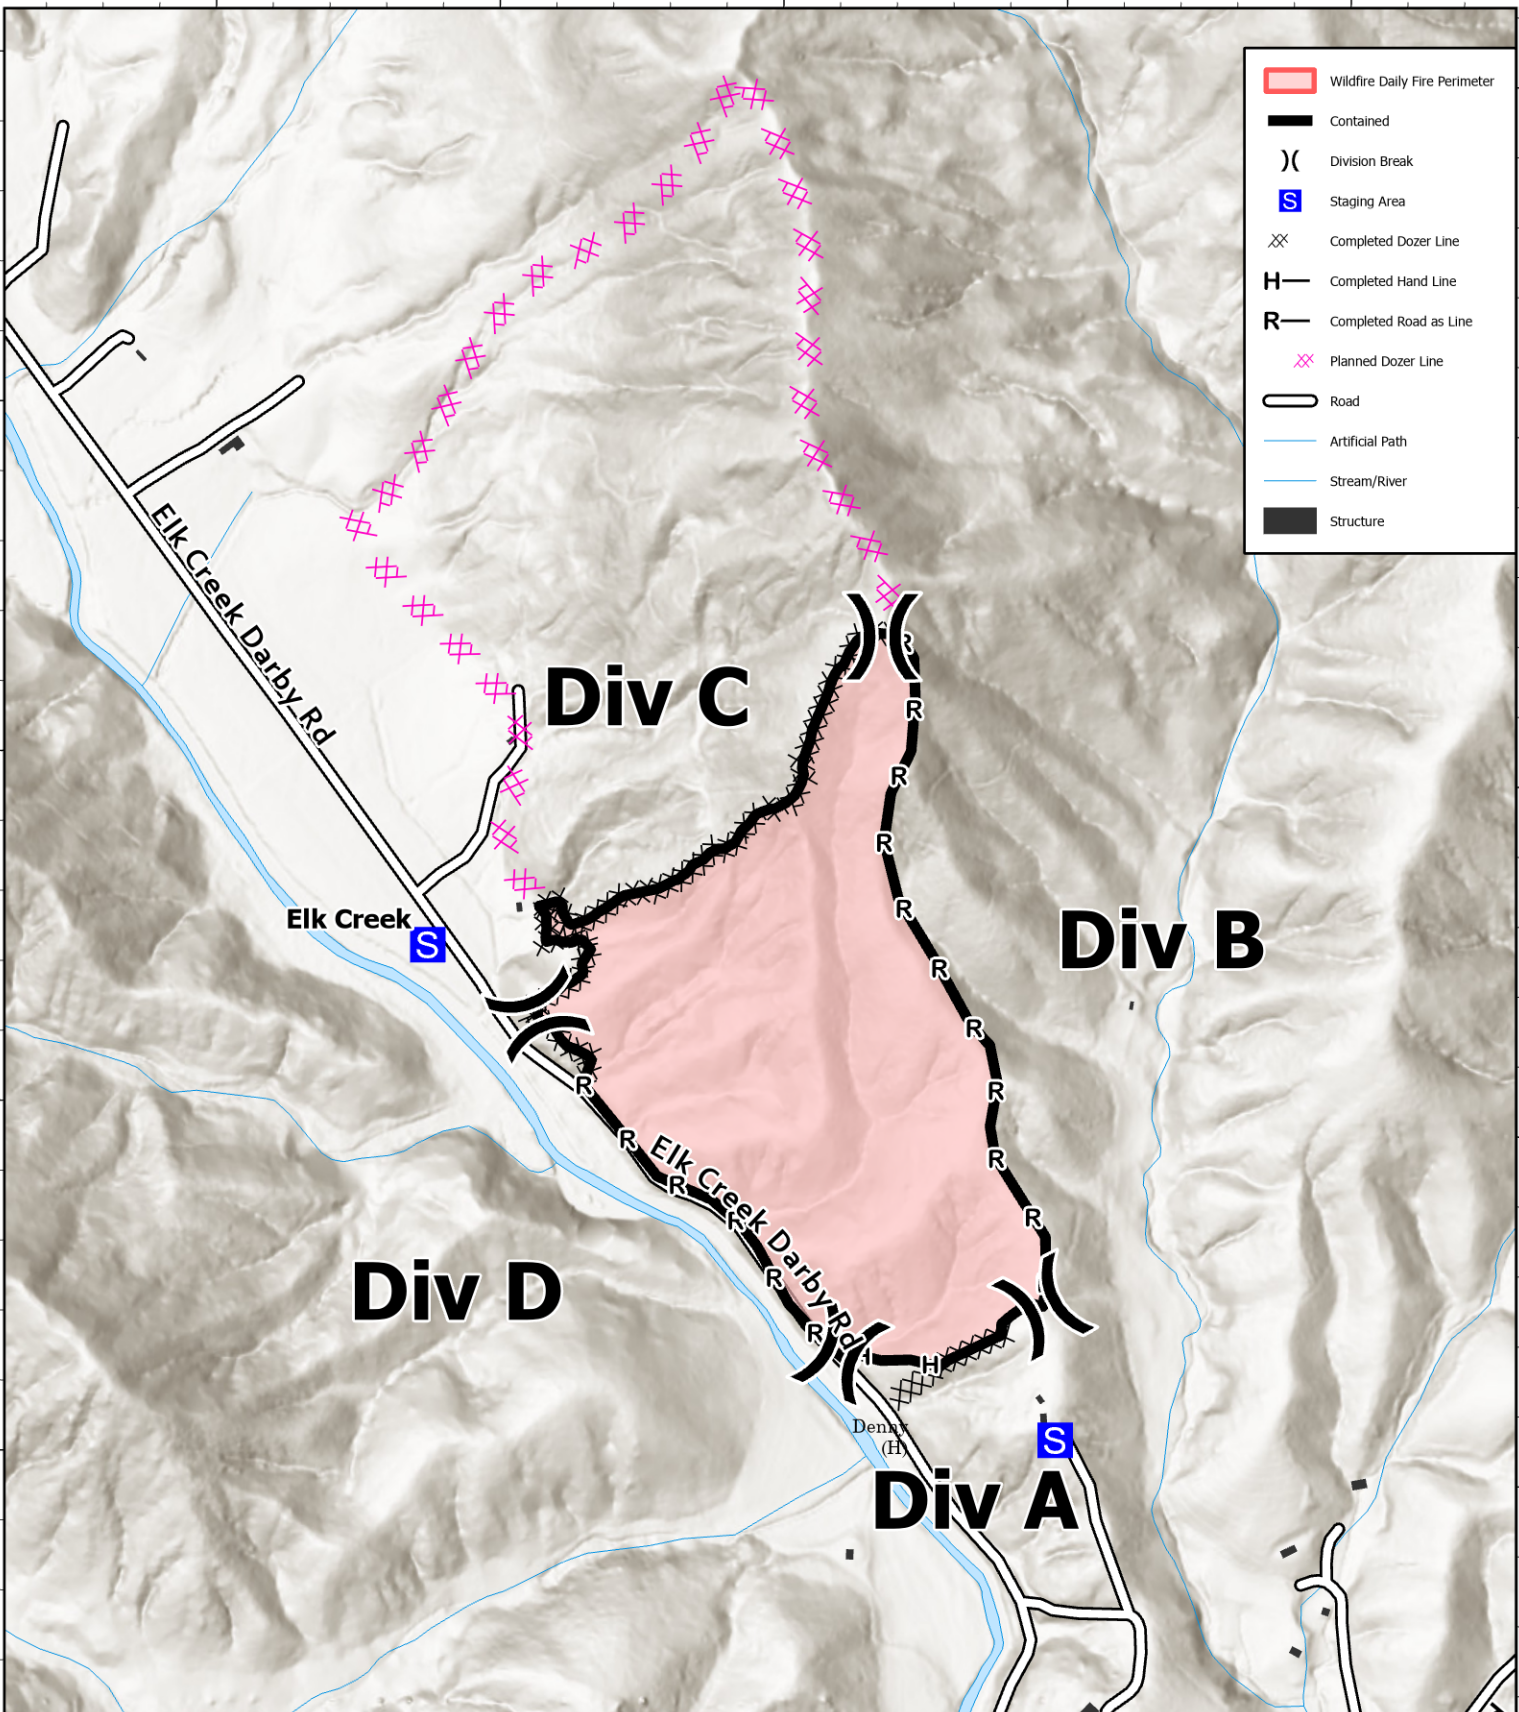 Wildfire Daily Fire Perimeter
Contained
Division Break
S Staging Area
Completed Dozer Line
H Completed Hand Line
R Completed Road as Line
Planned Dozer Line
Road
Artificial Path
Stream/River
Structure
Elk Creek Darby Rd
R
Div C
R
R
R
R
Elk Creek
S
Div B
R
R
R
R
R
Elk Creek Darby Rd
R
R
R
R
R
Div D
R
R
H
H
Denny
(H)
S
Div A